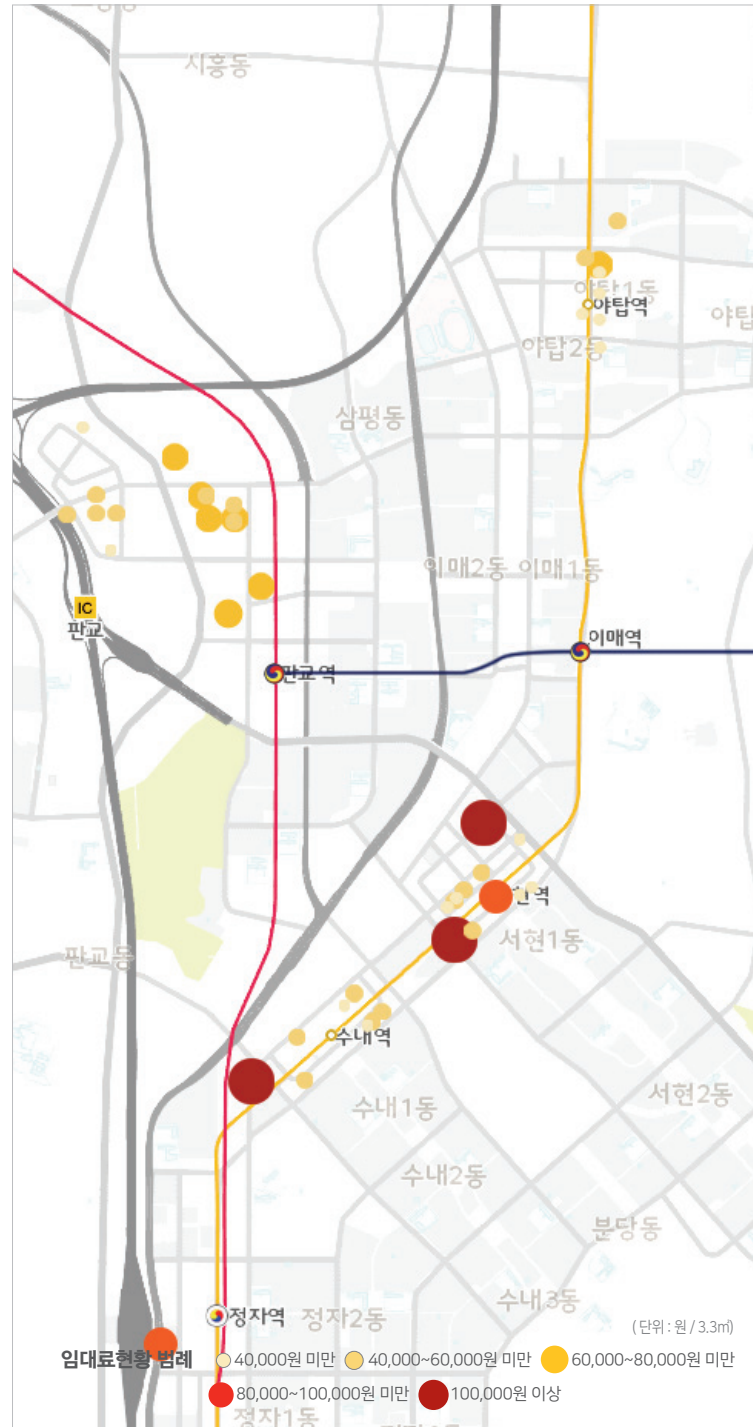 시흥동
야탑1동
야탑역
야탑
야탑2동
삼평동
이매2동
이매1동
IC
판교
이매역
판교역
현역
서현1동
판교동
수내역
서현2동
수내1동
수내2동
분당동
수내3동
정자역
정자2동
(단위 : 원 / 3.3㎡)
임대료현황 범례
40,000원 미만
40,000~60,000원 미만
60,000~80,000원 미만
80,000~100,000원 미만
100,000원 이상
정자1동